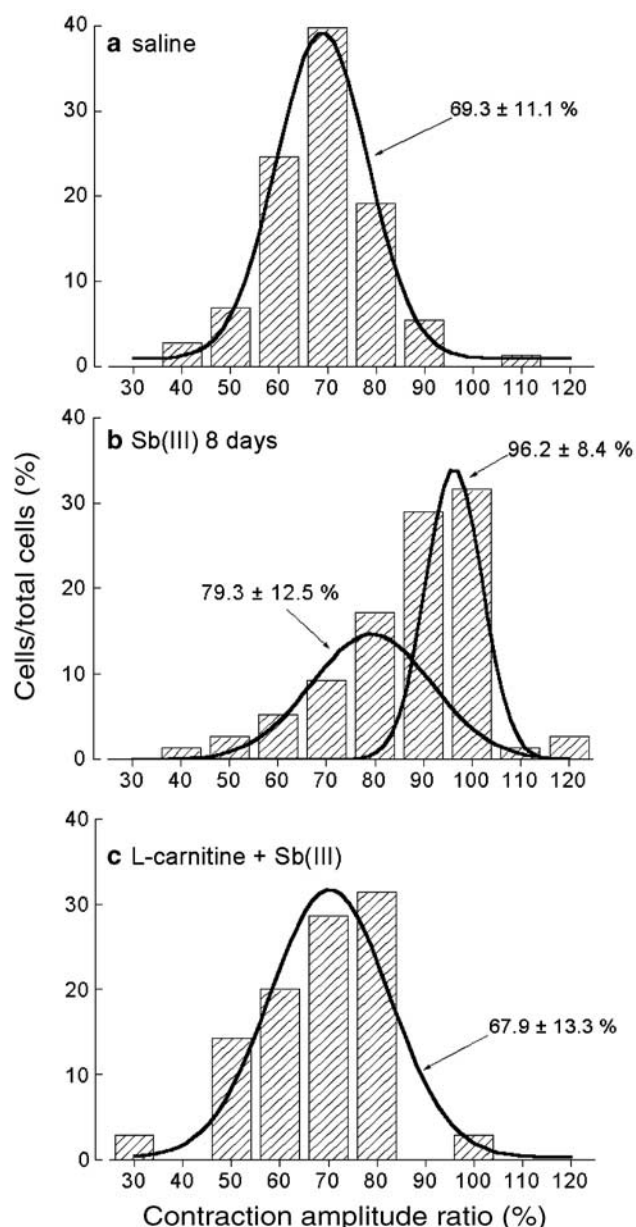 40
a saline
30
69.3 ± 11.1 %
20
10
0
30 40 50 60 70 80 90 100 110 120
Cells/total cells (%)
40
b Sb(III) 8 days
96.2 ± 8.4 %
30
79.3 ± 12.5 %
20
10
0
30 40 50 60 70 80 90 100 110 120
40
c L-carnitine + Sb(III)
30
20
67.9 ± 13.3 %
10
0
30 40 50 60 70 80 90 100 110 120
Contraction amplitude ratio (%)